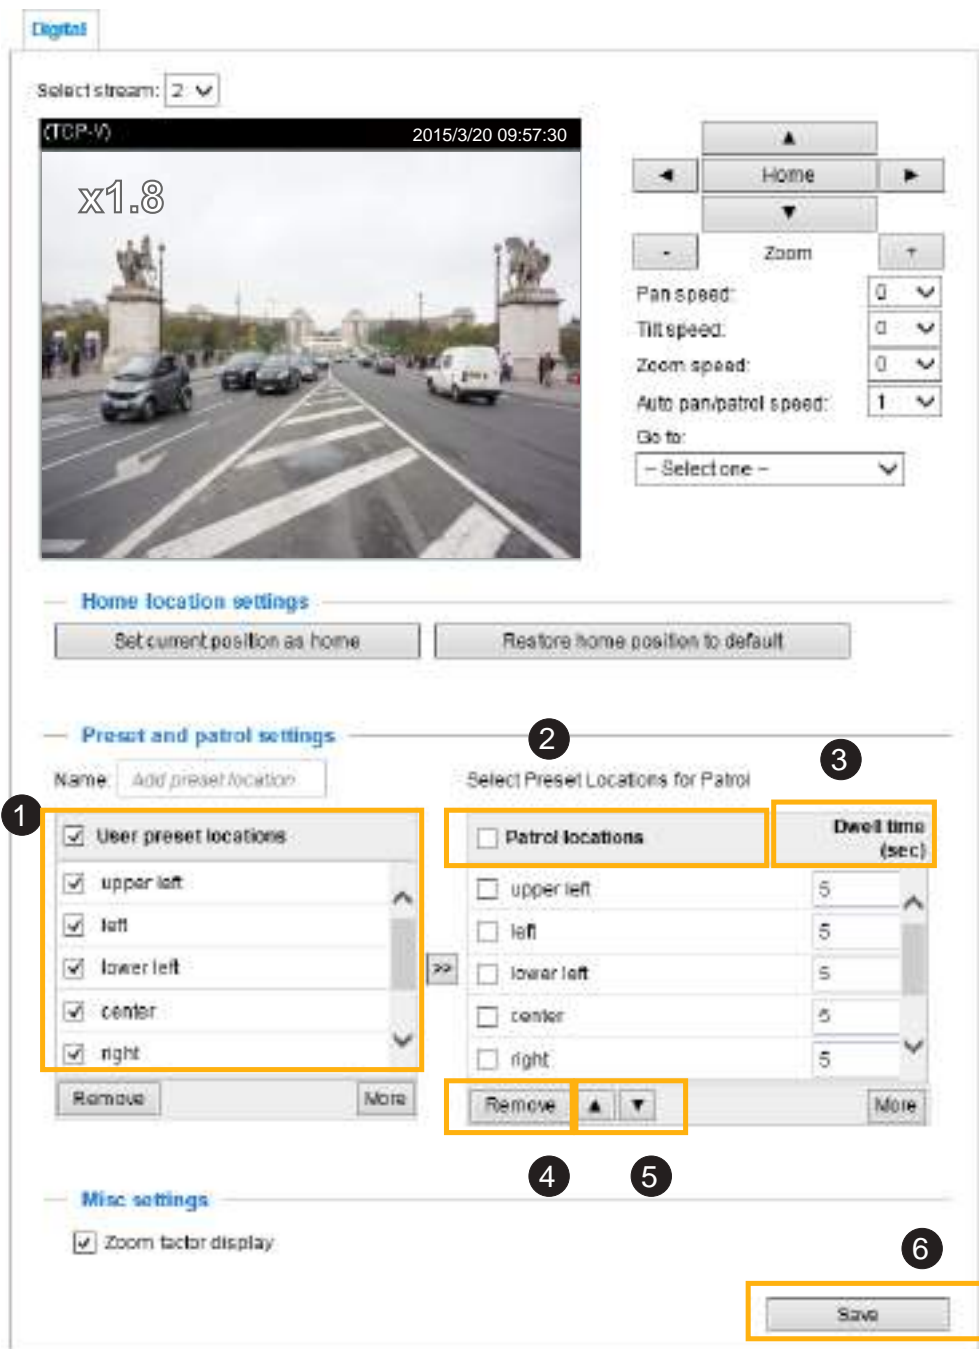 Digital
Select stream: 2
(TCP-V) 2015/3/20 09:57:30
x1.8
▲
◄ Home ►
▼
- Zoom +
Pan speed: 0
Tilt speed: 0
Zoom speed: 0
Auto pan/patrol speed: 1
Go to:
-- Select one --
Home location settings
Set current position as home Restore home position to default
Preset and patrol settings
2
3
Name: Add preset location Select Preset Locations for Patrol
1
User preset locations Patrol locations Dwell time
(sec)
upper left upper left 5
left left 5
lower left >> lower left 5
center center 5
right right 5
Remove More Remove ▲ ▼ More
4 5
Misc settings
Zoom factor display
6
Save